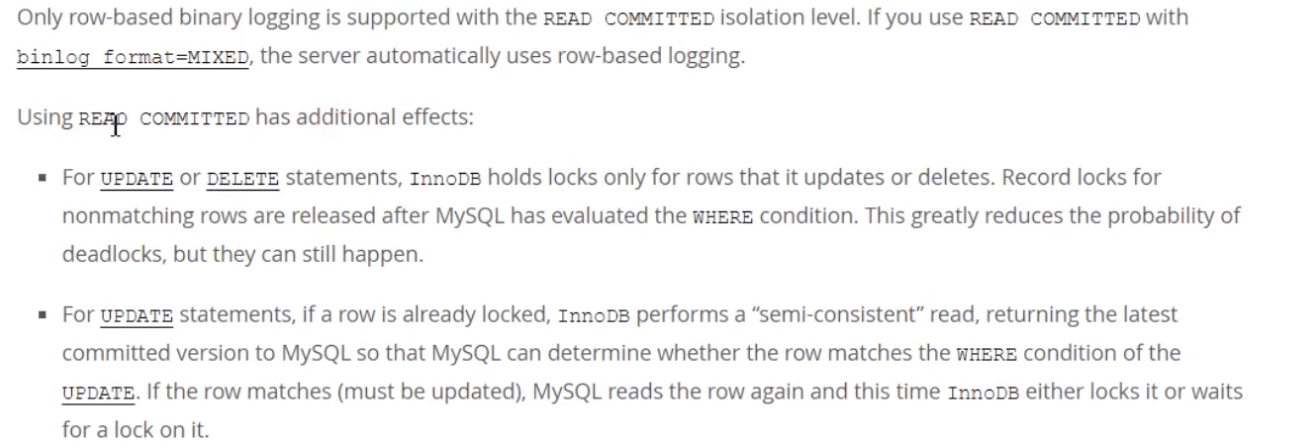 Only row-based binary logging is supported with the READ COMMITTED isolation level. If you use READ COMMITTED with
binlog_format=MIXED, the server automatically uses row-based logging.
Using READ COMMITTED has additional effects:
▪ For UPDATE or DELETE statements, InnoDB holds locks only for rows that it updates or deletes. Record locks for
nonmatching rows are released after MySQL has evaluated the WHERE condition. This greatly reduces the probability of
deadlocks, but they can still happen.
▪ For UPDATE statements, if a row is already locked, InnoDB performs a “semi-consistent” read, returning the latest
committed version to MySQL so that MySQL can determine whether the row matches the WHERE condition of the
UPDATE. If the row matches (must be updated), MySQL reads the row again and this time InnoDB either locks it or waits
for a lock on it.